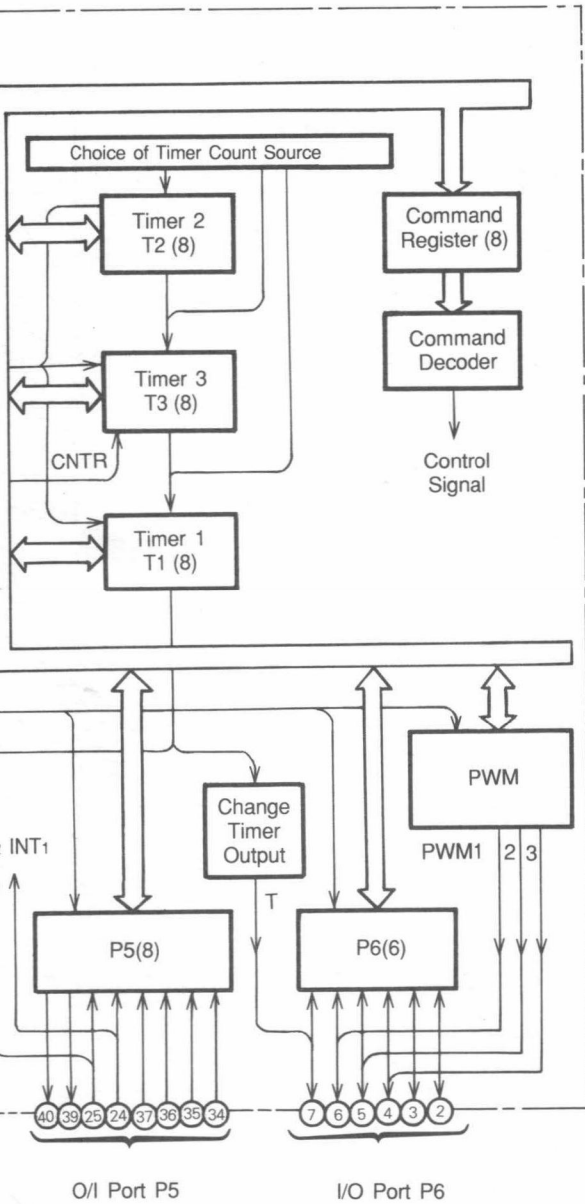 Choice of Timer Count Source
Timer 2
T2 (8)
Command
Register (8)
Timer 3
T3 (8)
Command
Decoder
CNTR
Control
Signal
Timer 1
T1 (8)
PWM
Change
Timer
Output
INT1
PWM1 2 3
T
P5(8)
P6(6)
40 39 25 24 37 36 35 34
7 6 5 4 3 2
O/I Port P5
I/O Port P6